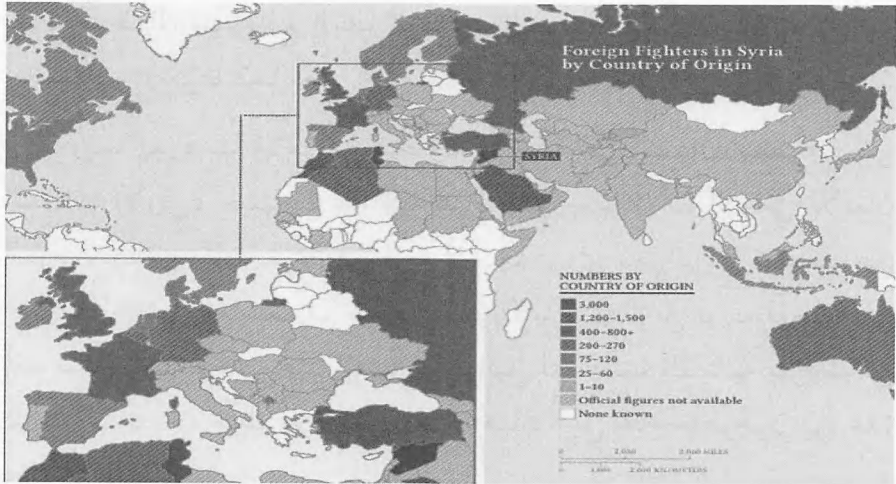 Foreign Fighters in Syria
by Country of Origin
SYRIA
NUMBERS BY
COUNTRY OF ORIGIN
3,000
1,200–1,500
400–800+
200–270
75–120
25–60
1–10
Official figures not available
None known